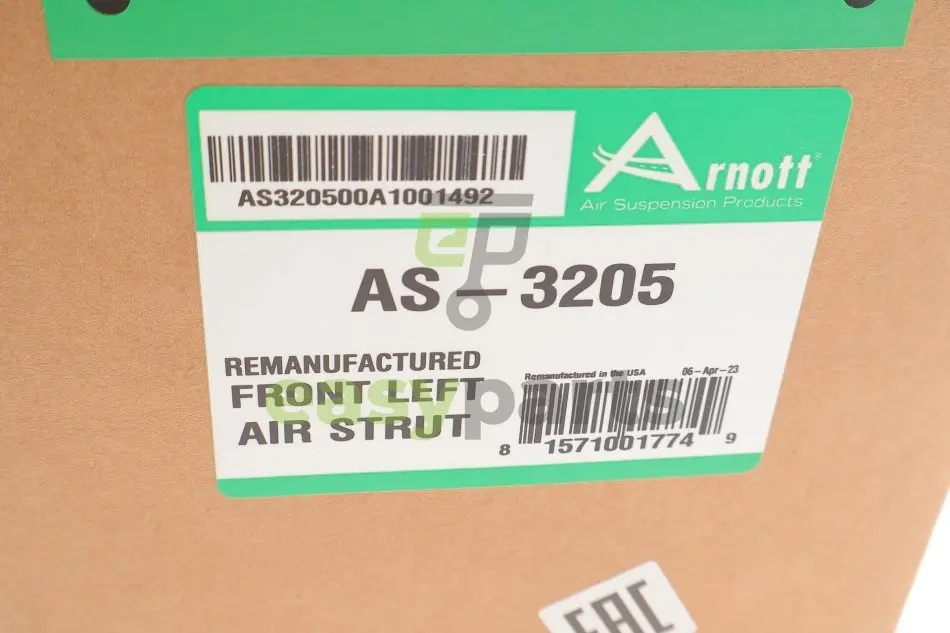 AS320500A1001492
Arnott®
Air Suspension Products
AS-3205
REMANUFACTURED
FRONT LEFT
AIR STRUT
Remanufactured in the USA 06-Apr-23
8 1571001774 9
easyparts
EAC